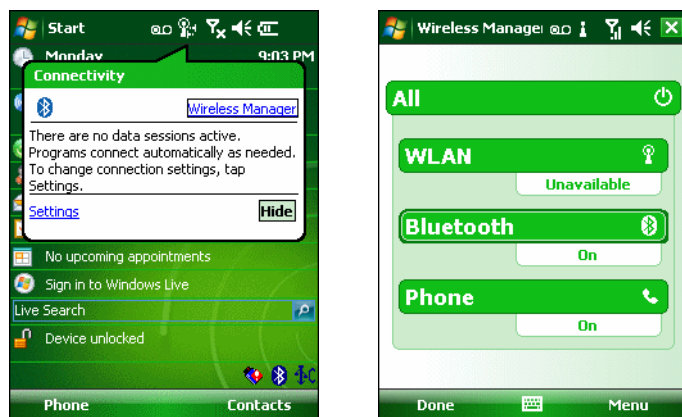 Start
Monday
9:03 PM
Connectivity
Wireless Manager
There are no data sessions active.
Programs connect automatically as needed.
To change connection settings, tap
Settings.
Settings
Hide
No upcoming appointments
Sign in to Windows Live
Live Search
Device unlocked
Phone
Contacts
Wireless Manage
All
WLAN
Unavailable
Bluetooth
On
Phone
On
Done
Menu